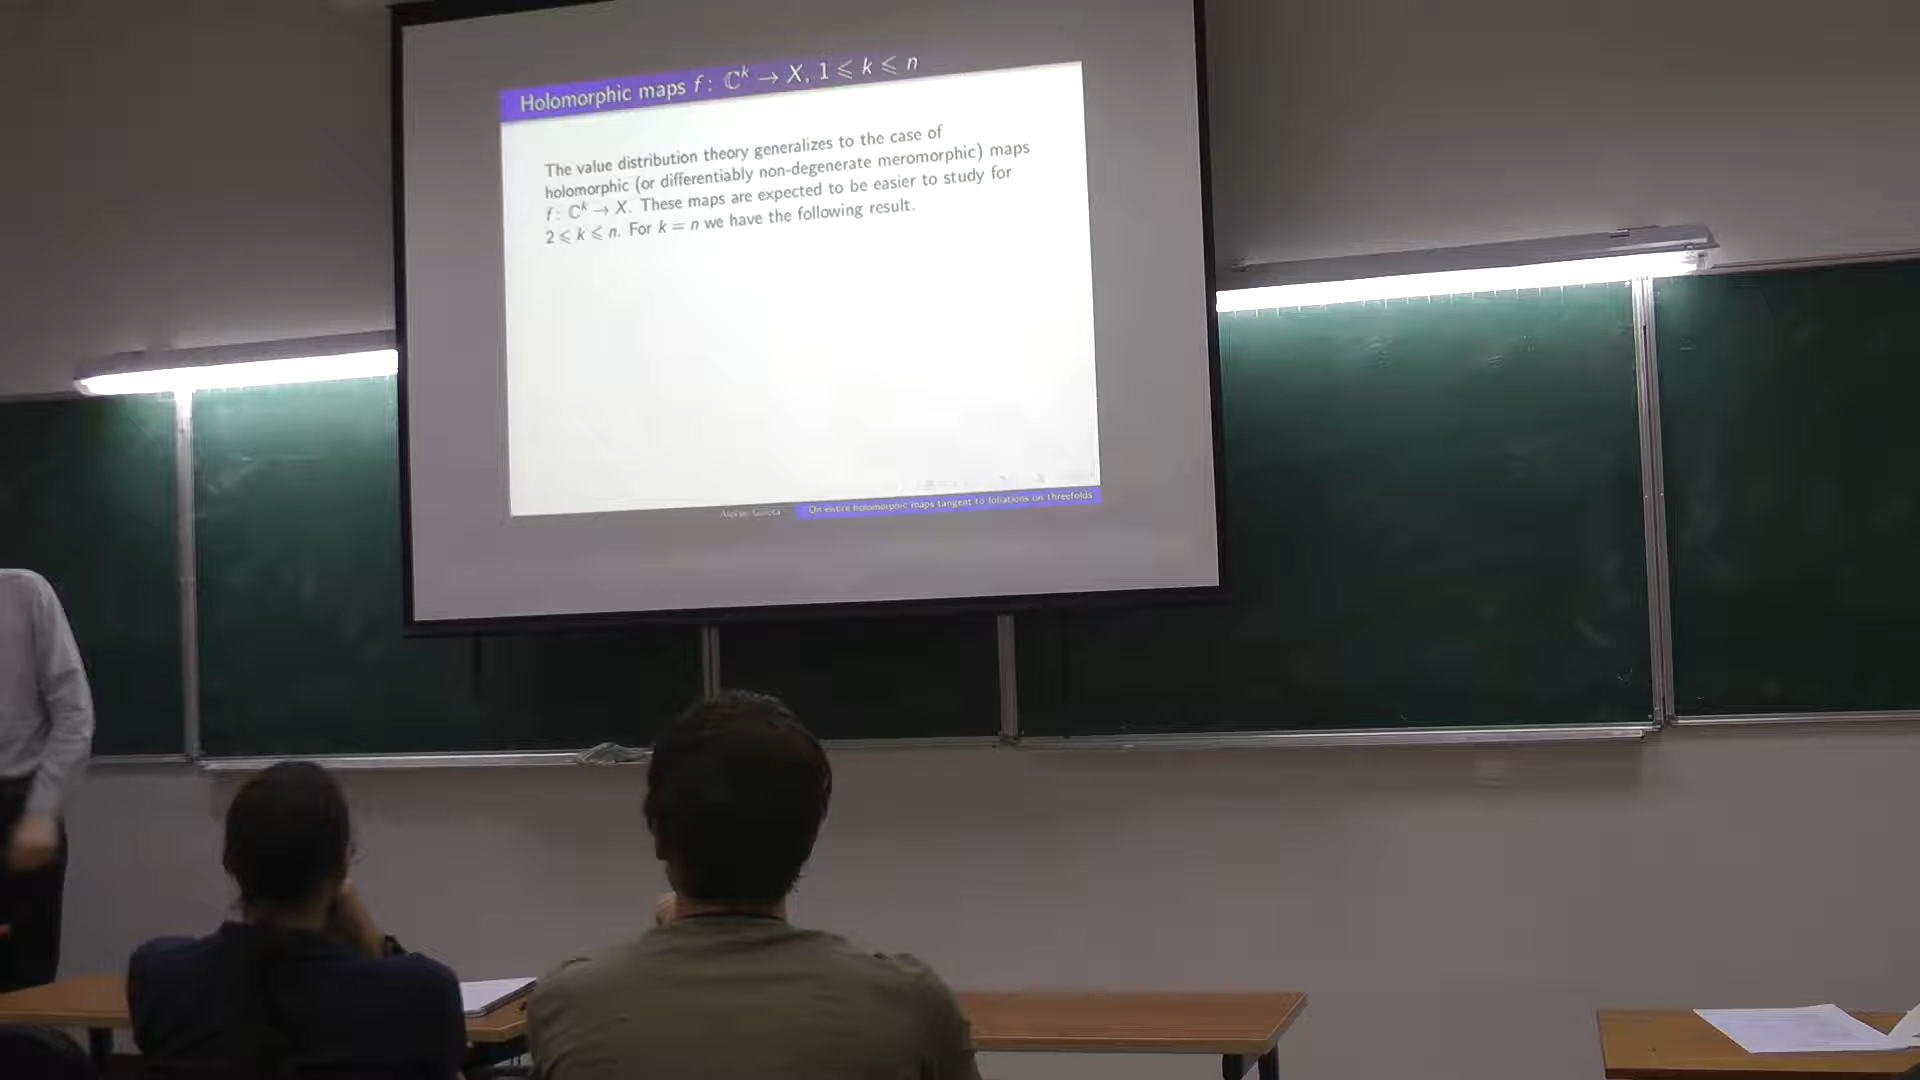 Holomorphic maps f : ℂᵏ → X, 1 ⩽ k ⩽ n
The value distribution theory generalizes to the case of
holomorphic (or differentiably non-degenerate meromorphic) maps
f : ℂᵏ → X. These maps are expected to be easier to study for
2 ⩽ k ⩽ n. For k = n we have the following result.
On entire holomorphic maps tangent to foliations on threefolds